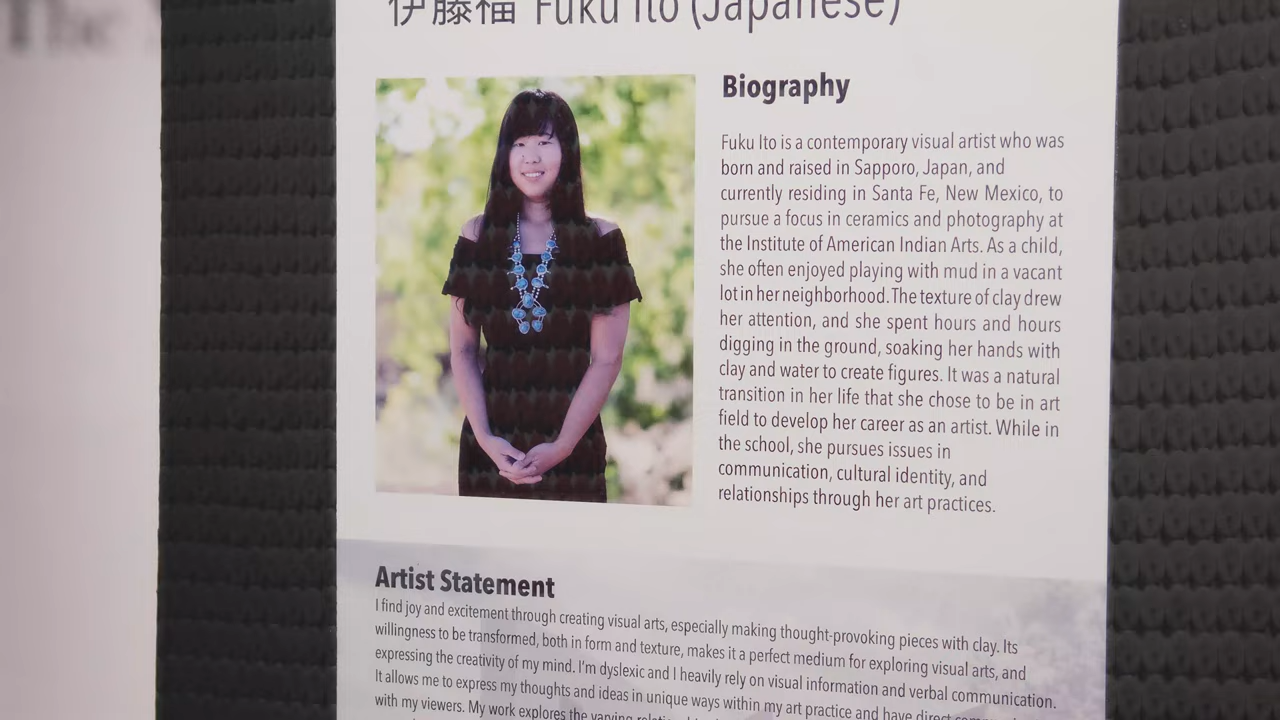 The
伊藤福 Fuku Ito (Japanese)
Biography
Fuku Ito is a contemporary visual artist who was
born and raised in Sapporo, Japan, and
currently residing in Santa Fe, New Mexico, to
pursue a focus in ceramics and photography at
the Institute of American Indian Arts. As a child,
she often enjoyed playing with mud in a vacant
lot in her neighborhood. The texture of clay drew
her attention, and she spent hours and hours
digging in the ground, soaking her hands with
clay and water to create figures. It was a natural
transition in her life that she chose to be in art
field to develop her career as an artist. While in
the school, she pursues issues in
communication, cultural identity, and
relationships through her art practices.
Artist Statement
I find joy and excitement through creating visual arts, especially making thought-provoking pieces with clay. Its
willingness to be transformed, both in form and texture, makes it a perfect medium for exploring visual arts, and
expressing the creativity of my mind. I'm dyslexic and I heavily rely on visual information and verbal communication.
It allows me to express my thoughts and ideas in unique ways within my art practice and have direct
with my viewers. My work explores the varying